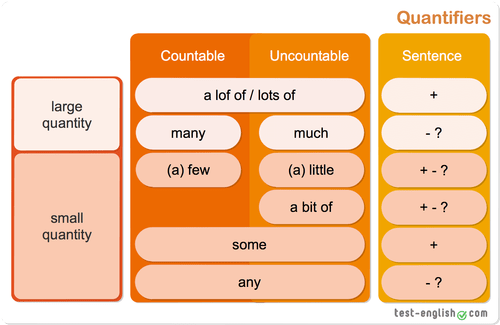 Quantifiers
Countable Uncountable Sentence
large
quantity
a lof of / lots of +
many much - ?
small
quantity
(a) few (a) little + - ?
a bit of + - ?
some +
any - ?
test-english.com